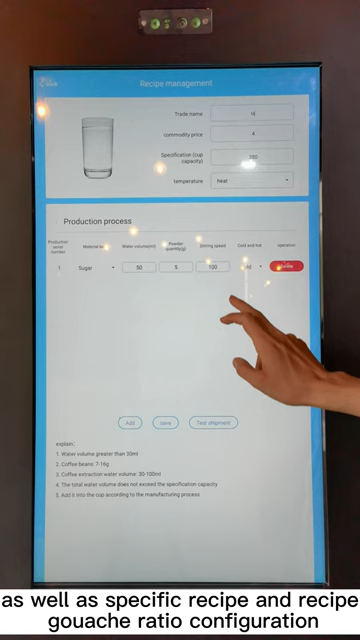 Back
Recipe management
Trade name
commodity price
4
Specification (cup
capacity)
380
temperature
heat
Production process
Production
serial
number
Material
Water volume(ml)
Powder
quantity(g)
Stirring speed
Cold and hot
operation
1
Sugar
50
5
100
Add
save
Test shipment
explain:
1. Water volume greater than 30ml
2. Coffee beans: 7-16g
3. Coffee extraction water volume: 30-100ml
4. The total water volume does not exceed the specification capacity
5. Add it into the cup according to the manufacturing process
as well as specific recipe and recipe
gouache ratio configuration